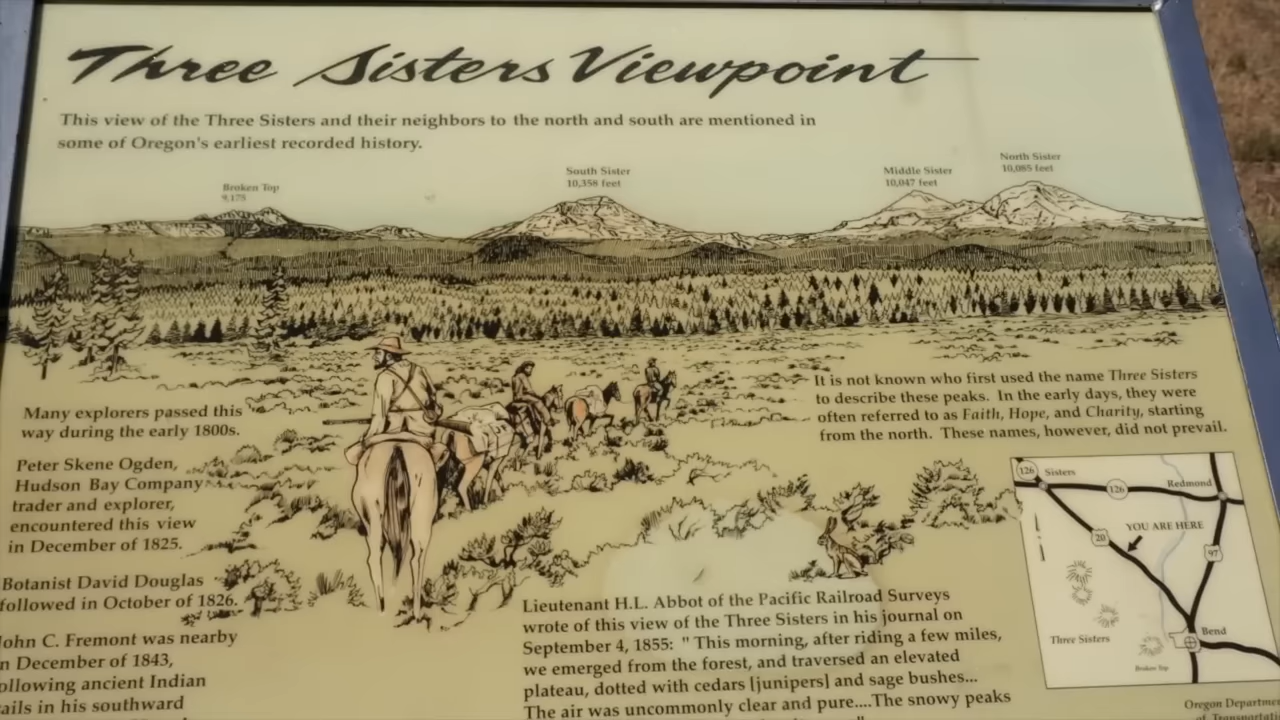 Three Sisters Viewpoint
This view of the Three Sisters and their neighbors to the north and south are mentioned in
some of Oregon's earliest recorded history.
Broken Top
9,175
South Sister
10,358 feet
Middle Sister
10,047 feet
North Sister
10,085 feet
Many explorers passed this
way during the early 1800s.
Peter Skene Ogden,
Hudson Bay Company
trader and explorer,
encountered this view
in December of 1825.
Botanist David Douglas
followed in October of 1826.
John C. Fremont was nearby
in December of 1843,
following ancient Indian
trails in his southward
It is not known who first used the name Three Sisters
to describe these peaks. In the early days, they were
often referred to as Faith, Hope, and Charity, starting
from the north. These names, however, did not prevail.
Lieutenant H.L. Abbot of the Pacific Railroad Surveys
wrote of this view of the Three Sisters in his journal on
September 4, 1855: " This morning, after riding a few miles,
we emerged from the forest, and traversed an elevated
plateau, dotted with cedars [junipers] and sage bushes...
The air was uncommonly clear and pure....The snowy peaks
126
Sisters
126
Redmond
YOU ARE HERE
20
97
Three Sisters
Bend
Broken Top
Oregon Departme
of Transportati